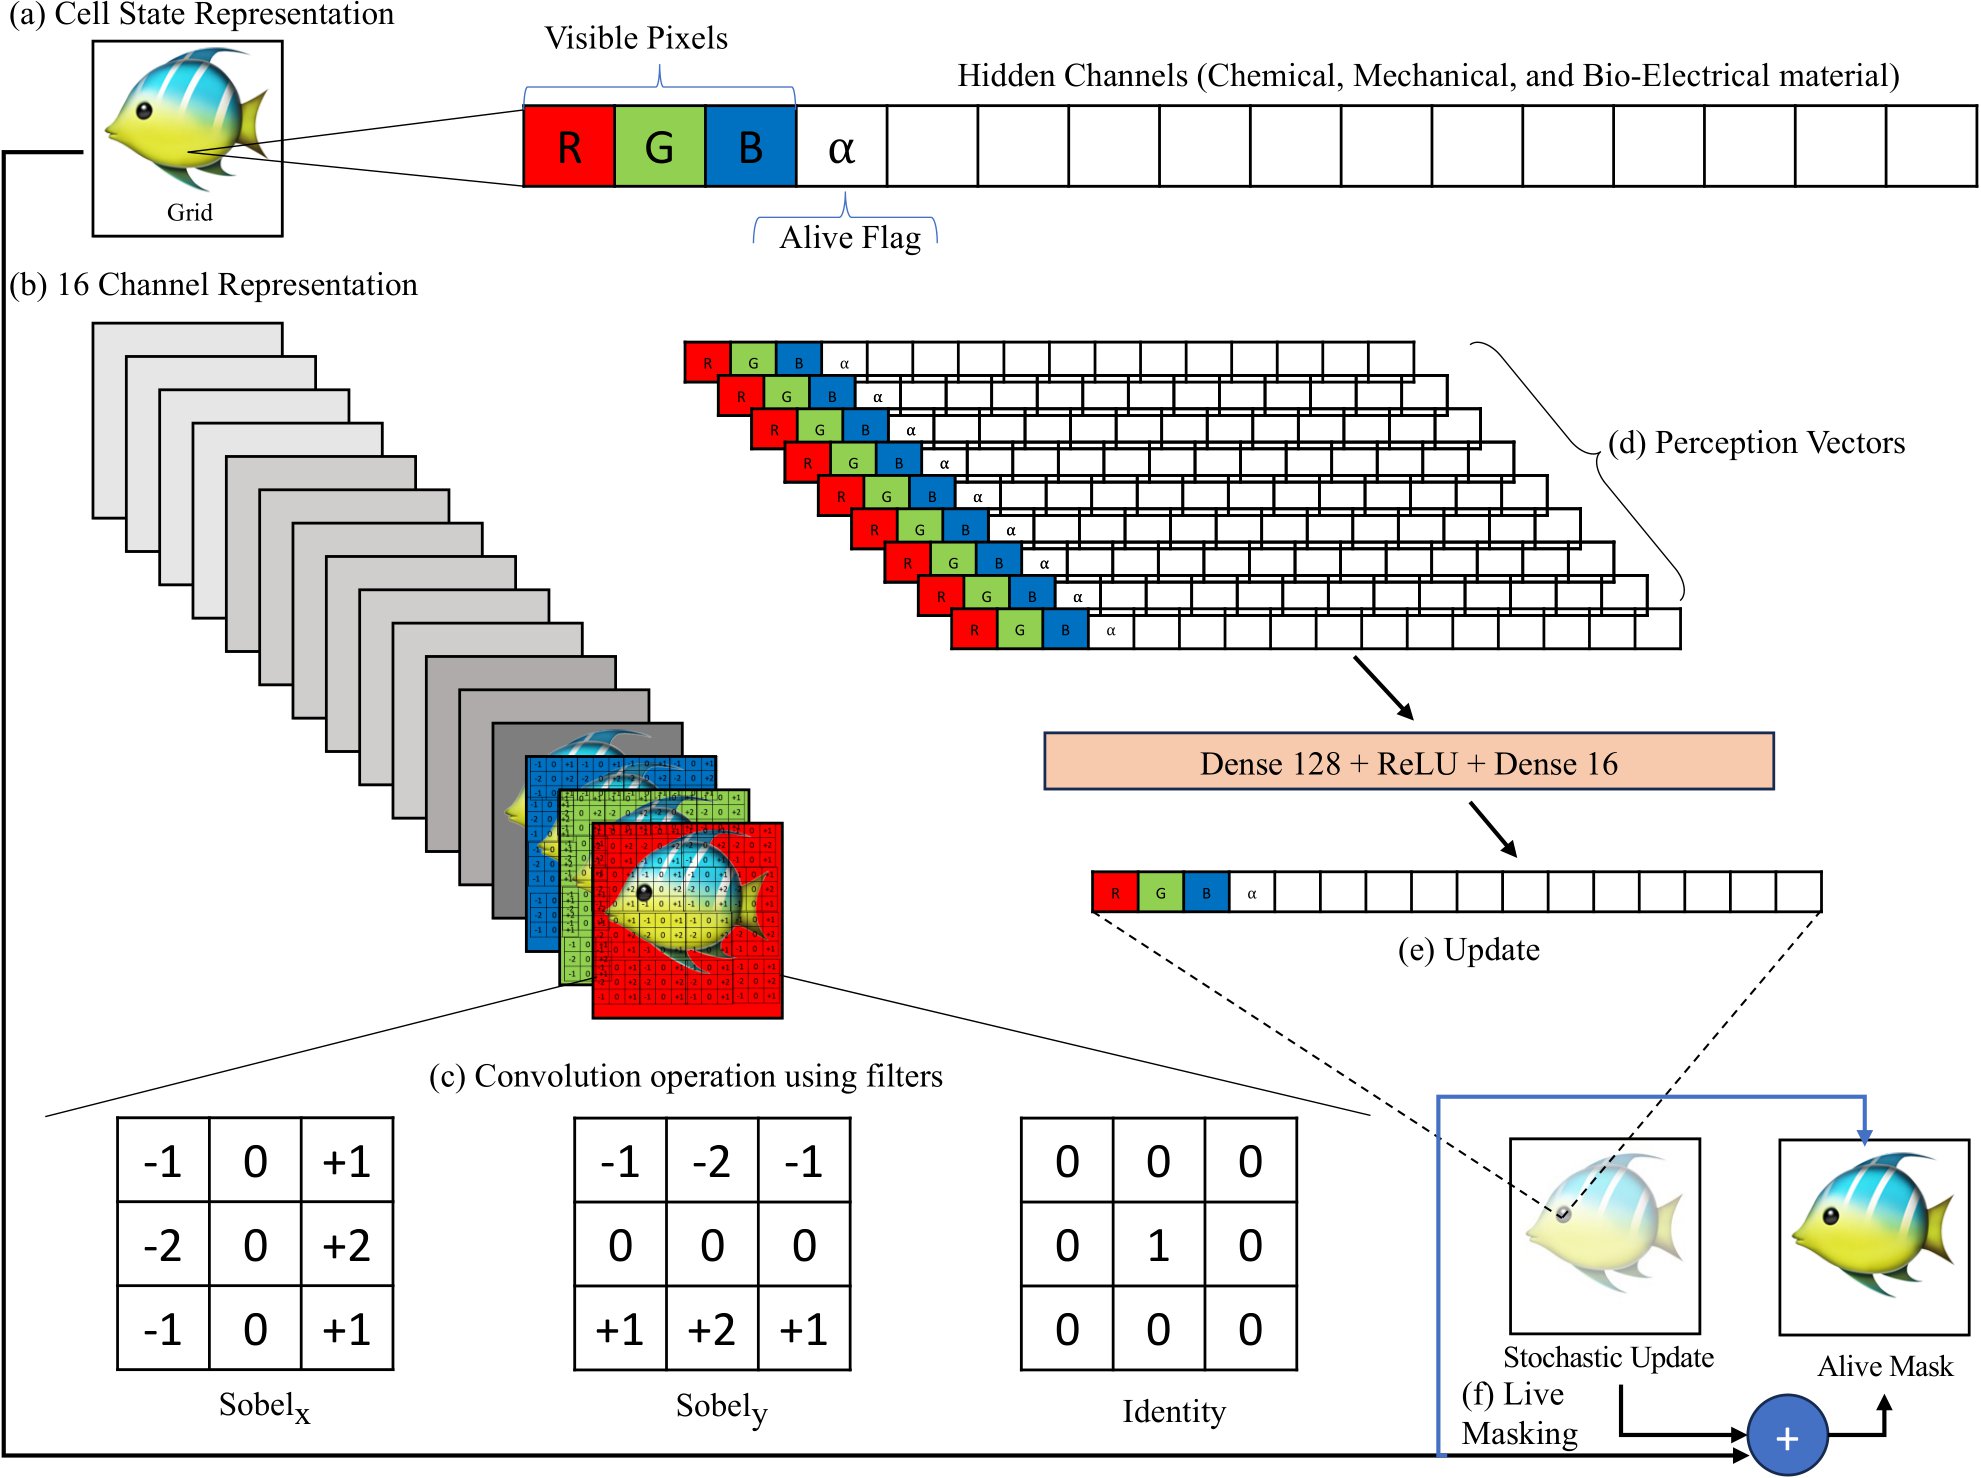 (a) Cell State Representation
Visible Pixels
Hidden Channels (Chemical, Mechanical, and Bio-Electrical material)
R G B α
Grid
Alive Flag
(b) 16 Channel Representation
R G B α
R G B α
R G B α
R G B α
R G B α
R G B α
R G B α
R G B α
R G B α
(d) Perception Vectors
Dense 128 + ReLU + Dense 16
R G B α
(e) Update
(c) Convolution operation using filters
-1 0 +1
-2 0 +2
-1 0 +1
Sobelx
-1 -2 -1
0 0 0
+1 +2 +1
Sobely
0 0 0
0 1 0
0 0 0
Identity
Stochastic Update
Alive Mask
(f) Live
Masking
+